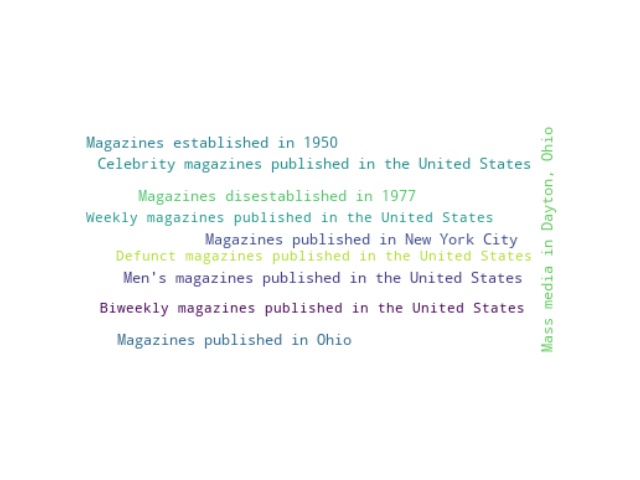 Magazines established in 1950
Celebrity magazines published in the United States
Magazines disestablished in 1977
Weekly magazines published in the United States
Magazines published in New York City
Defunct magazines published in the United States
Men's magazines published in the United States
Biweekly magazines published in the United States
Magazines published in Ohio
Mass media in Dayton, Ohio